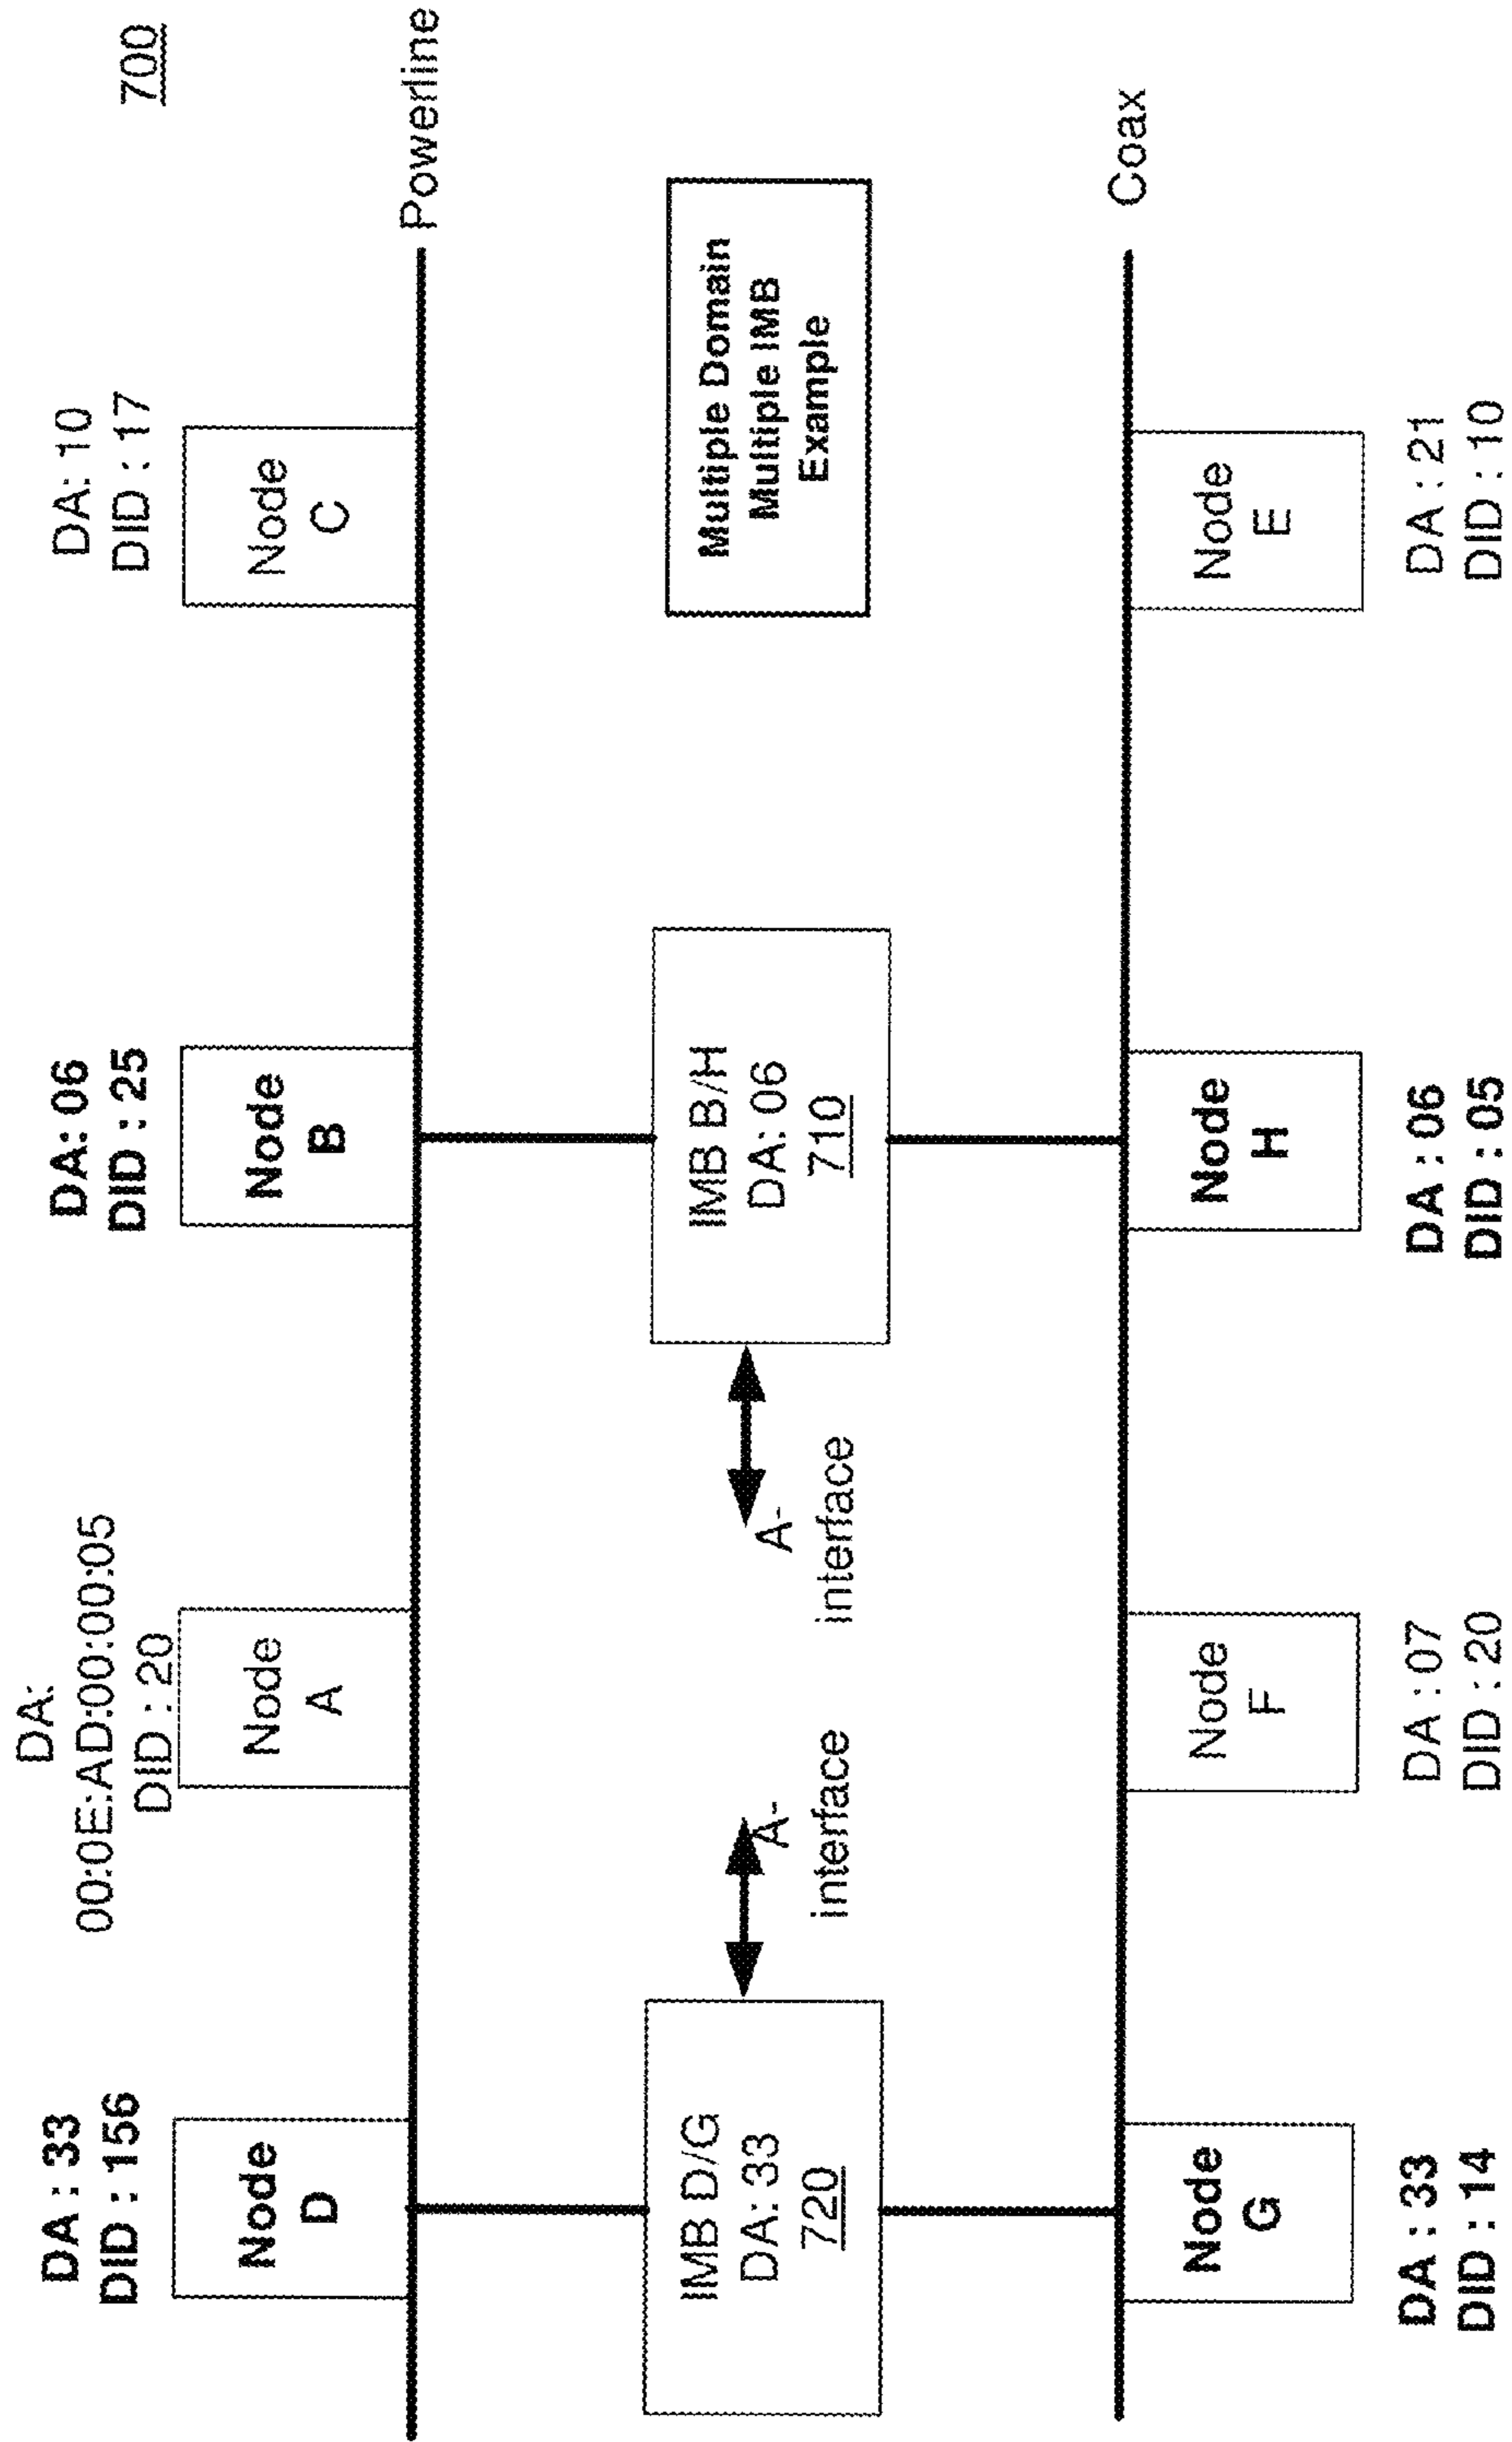 700
DA : 33
DID : 156
Node
D
DA:
00:0E:AD:00:00:05
DID : 20
Node
A
DA: 06
DID : 25
Node
B
DA: 10
DID : 17
Node
C
Powerline
IMB D/G
DA: 33
720
A-
interface
A-
interface
IMB B/H
DA: 06
710
Multiple Domain
Multiple IMB
Example
Coax
Node
G
DA : 33
DID : 14
Node
F
DA : 07
DID : 20
Node
H
DA : 06
DID : 05
Node
E
DA : 21
DID : 10